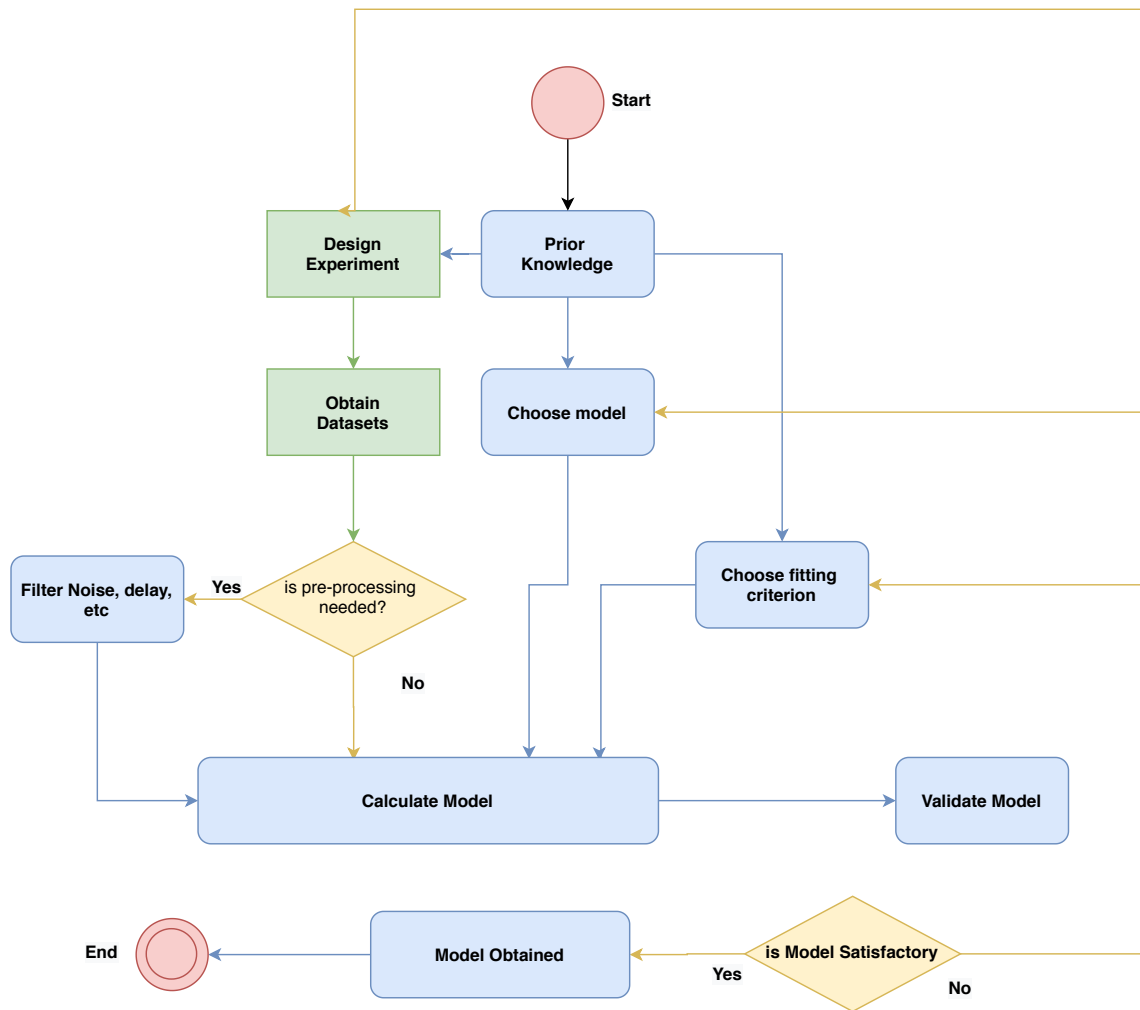 Start
Design
Experiment
Prior
Knowledge
Obtain
Datasets
Choose model
Filter Noise, delay,
etc
Yes
is pre-processing
needed?
Choose fitting
criterion
No
Calculate Model
Validate Model
End
Model Obtained
Yes
is Model Satisfactory
No